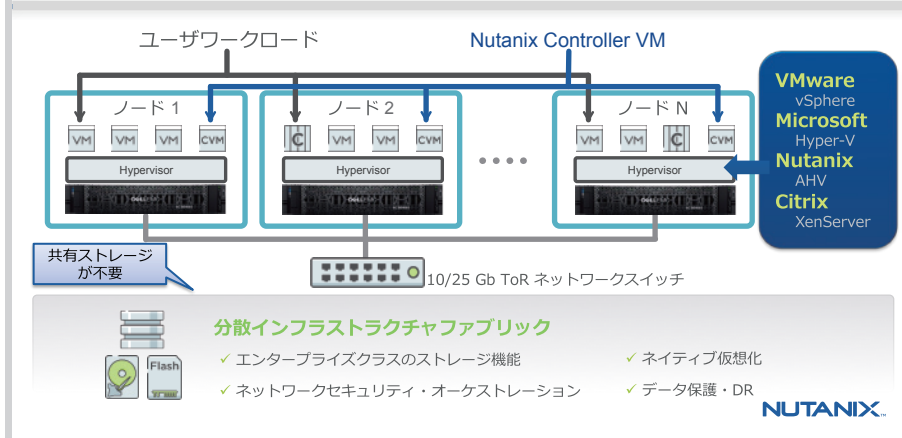 ユーザワークロード
Nutanix Controller VM
ノード 1
VM
VM
VM
CVM
Hypervisor
ノード 2
C
VM
VM
CVM
Hypervisor
ノード N
VM
VM
C
CVM
Hypervisor
VMware
vSphere
Microsoft
Hyper-V
Nutanix
AHV
Citrix
XenServer
共有ストレージ
が不要
10/25 Gb ToR ネットワークスイッチ
分散インフラストラクチャファブリック
Flash
✓ エンタープライズクラスのストレージ機能
✓ ネイティブ仮想化
✓ ネットワークセキュリティ・オーケストレーション
✓ データ保護・DR
NUTANIX